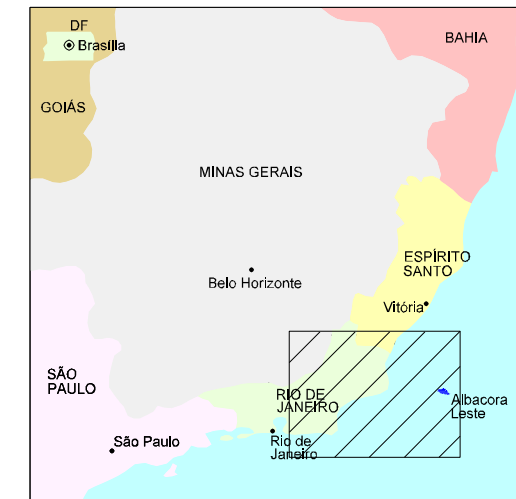 DF
Brasília
BAHIA
GOIÁS
MINAS GERAIS
ESPÍRITO
SANTO
Belo Horizonte
Vitória
SÃO
PAULO
RIO DE
JANEIRO
Albacora
Leste
São Paulo
Rio de
Janeiro